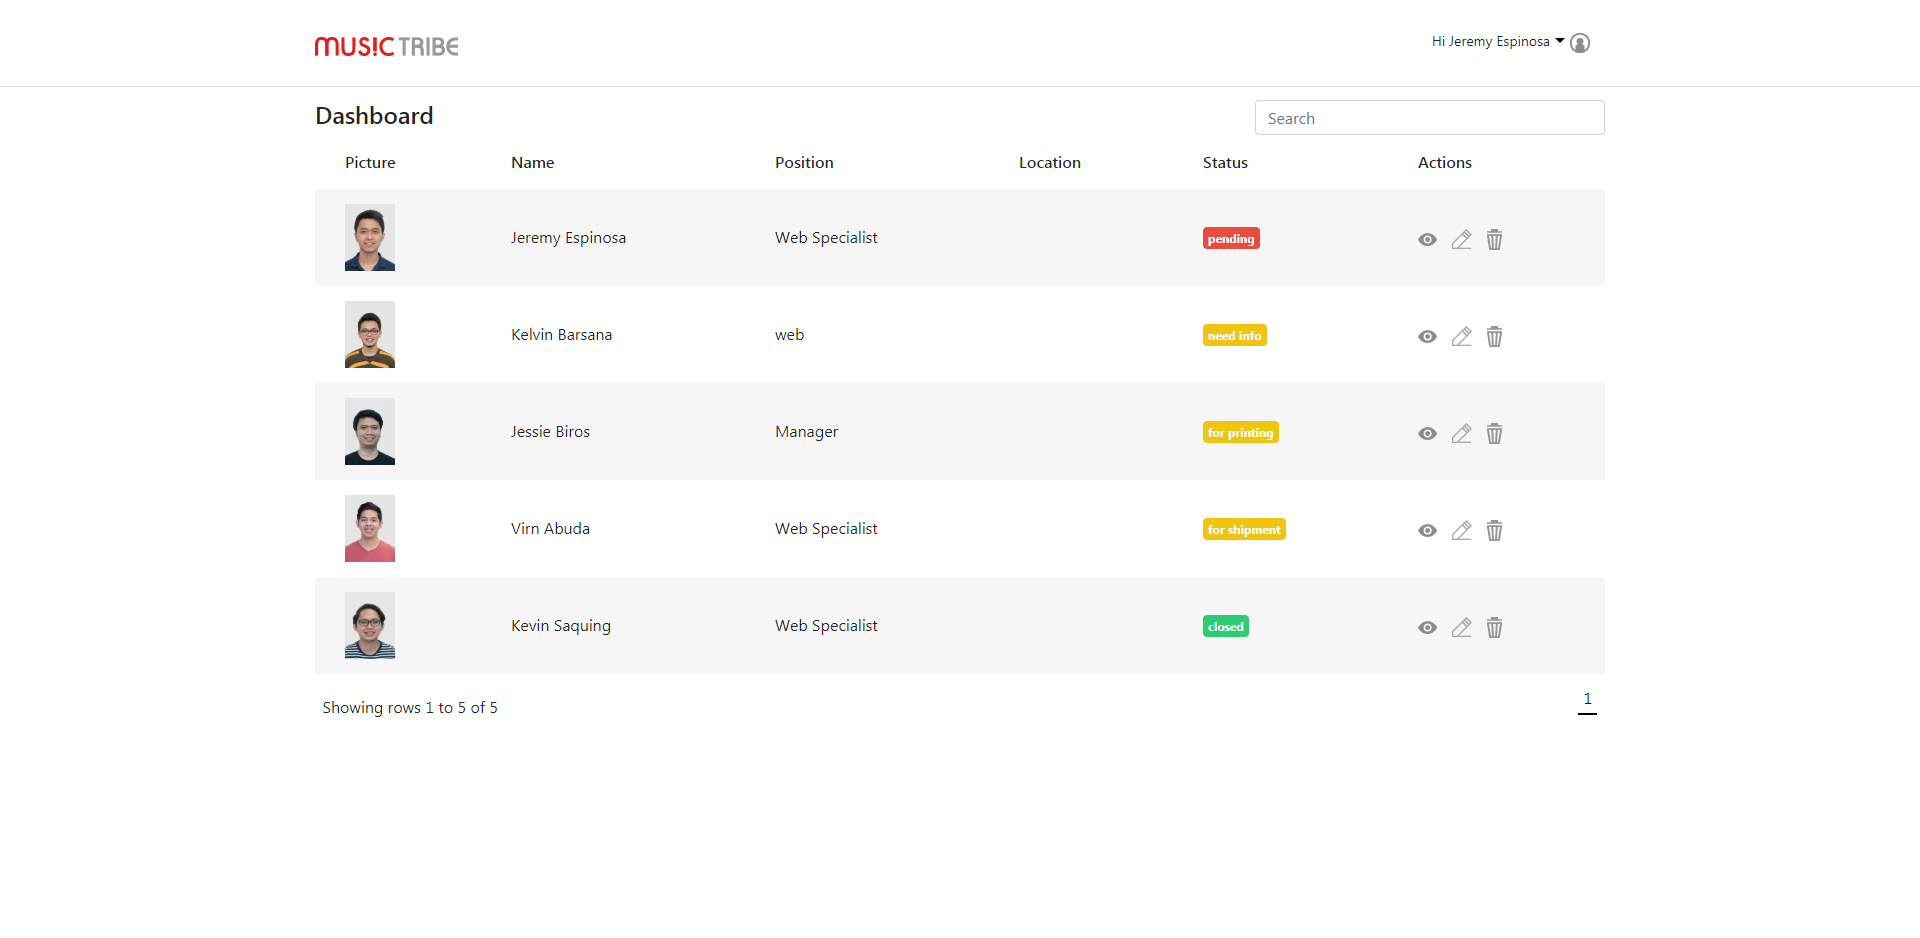 MUSIC TRIBE
Hi Jeremy Espinosa
Dashboard
Search
Picture Name Position Location Status Actions
Jeremy Espinosa Web Specialist pending
Kelvin Barsana web need info
Jessie Biros Manager for printing
Virn Abuda Web Specialist for shipment
Kevin Saquing Web Specialist closed
Showing rows 1 to 5 of 5
1